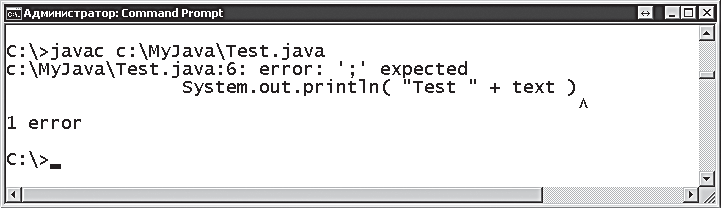 Администратор: Command Prompt
C:\>javac c:\MyJava\Test.java
c:\MyJava\Test.java:6: error: ';' expected
                System.out.println( "Test " + text )
                                                    ^
1 error
C:\>_